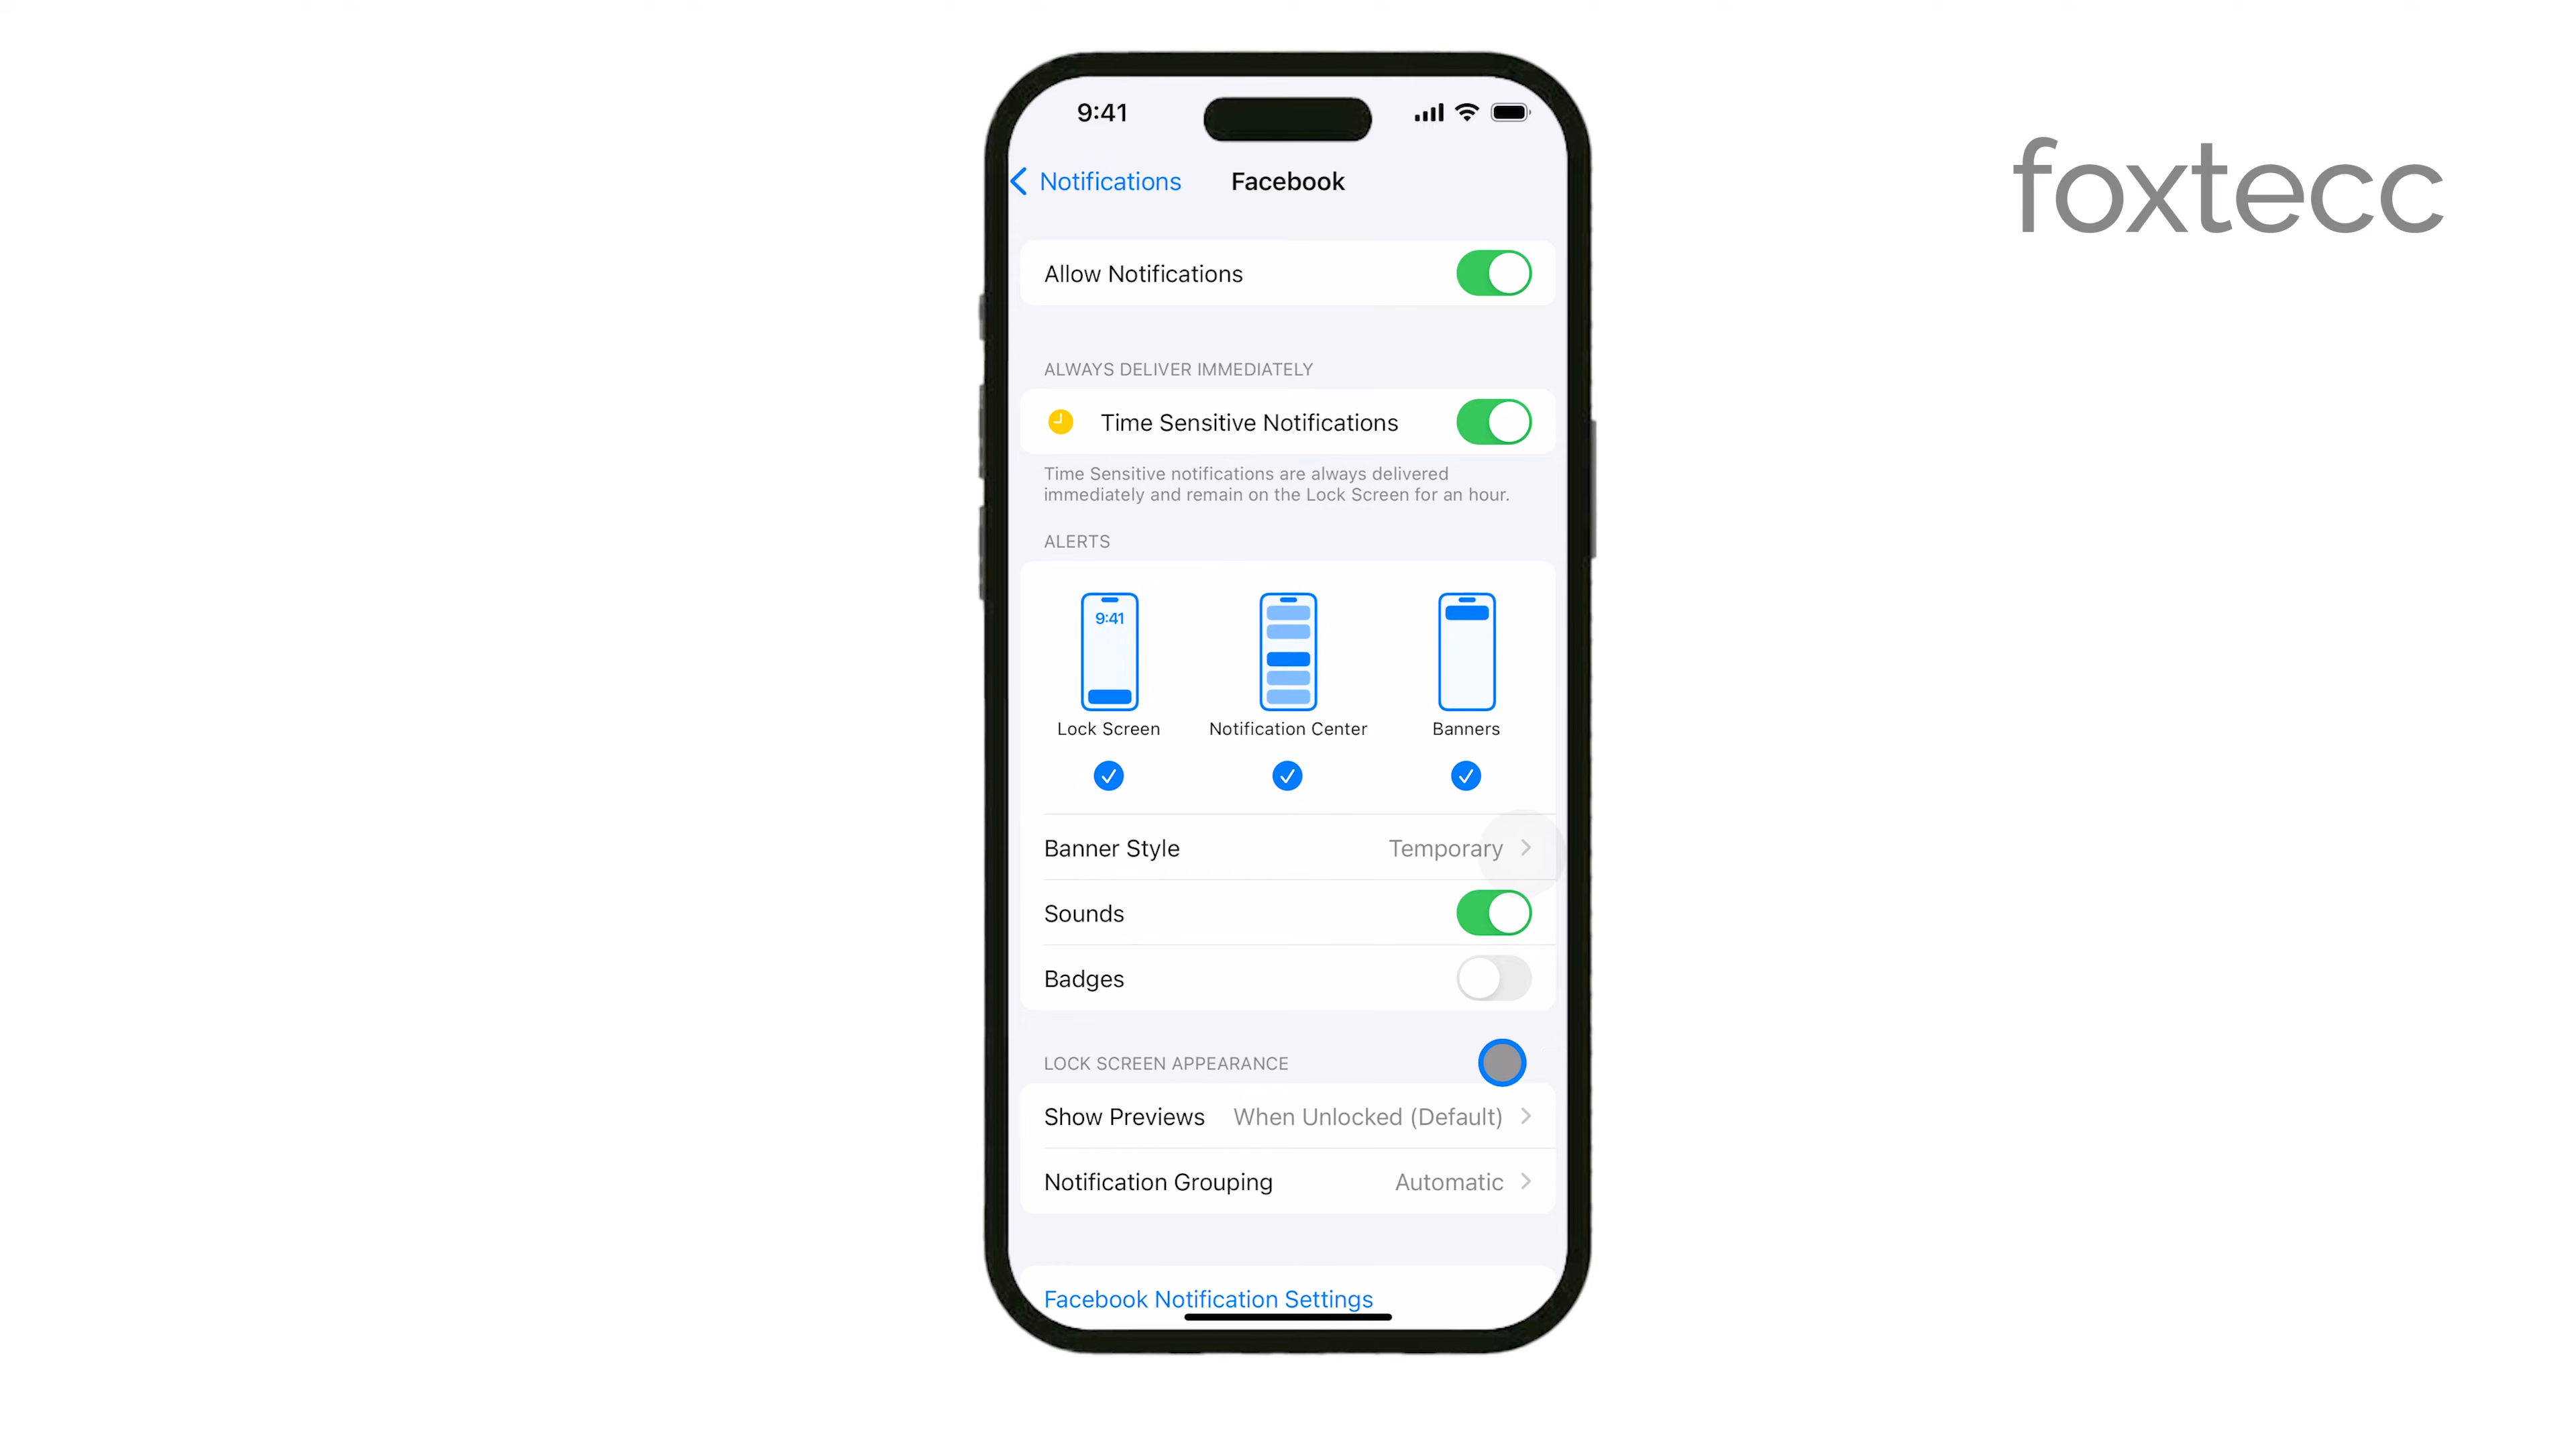 9:41
foxtecc
Notifications
Facebook
Allow Notifications
ALWAYS DELIVER IMMEDIATELY
Time Sensitive Notifications
Time Sensitive notifications are always delivered
immediately and remain on the Lock Screen for an hour.
ALERTS
9:41
Lock Screen
Notification Center
Banners
Banner Style
Temporary
Sounds
Badges
LOCK SCREEN APPEARANCE
Show Previews
When Unlocked (Default)
Notification Grouping
Automatic
Facebook Notification Settings